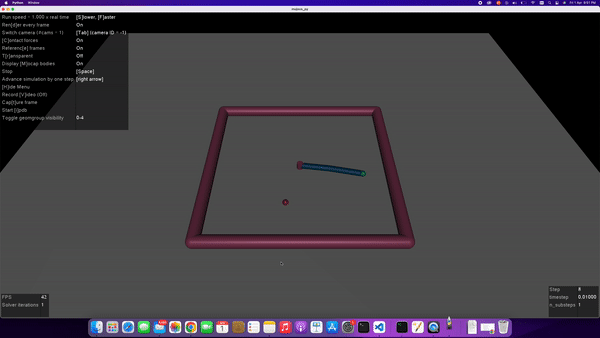 Python Window
Fri 1 Apr 8:51 PM
mujoco_py
Run speed = 1.000 x real time [S]lower, [F]aster
Ren[d]er every frame On
Switch camera (#cams = 1) [Tab] (camera ID = -1)
[C]ontact forces On
Referenc[e] frames On
T[r]ansparent Off
Display [M]ocap bodies On
Stop [Space]
Advance simulation by one step [right arrow]
[H]ide Menu
Record [V]ideo (Off)
Cap[t]ure frame
Start [i]pdb
Toggle geomgroup visibility 0-4
FPS 42
Solver iterations 1
Step 8
timestep 0.01000
n_substeps 1